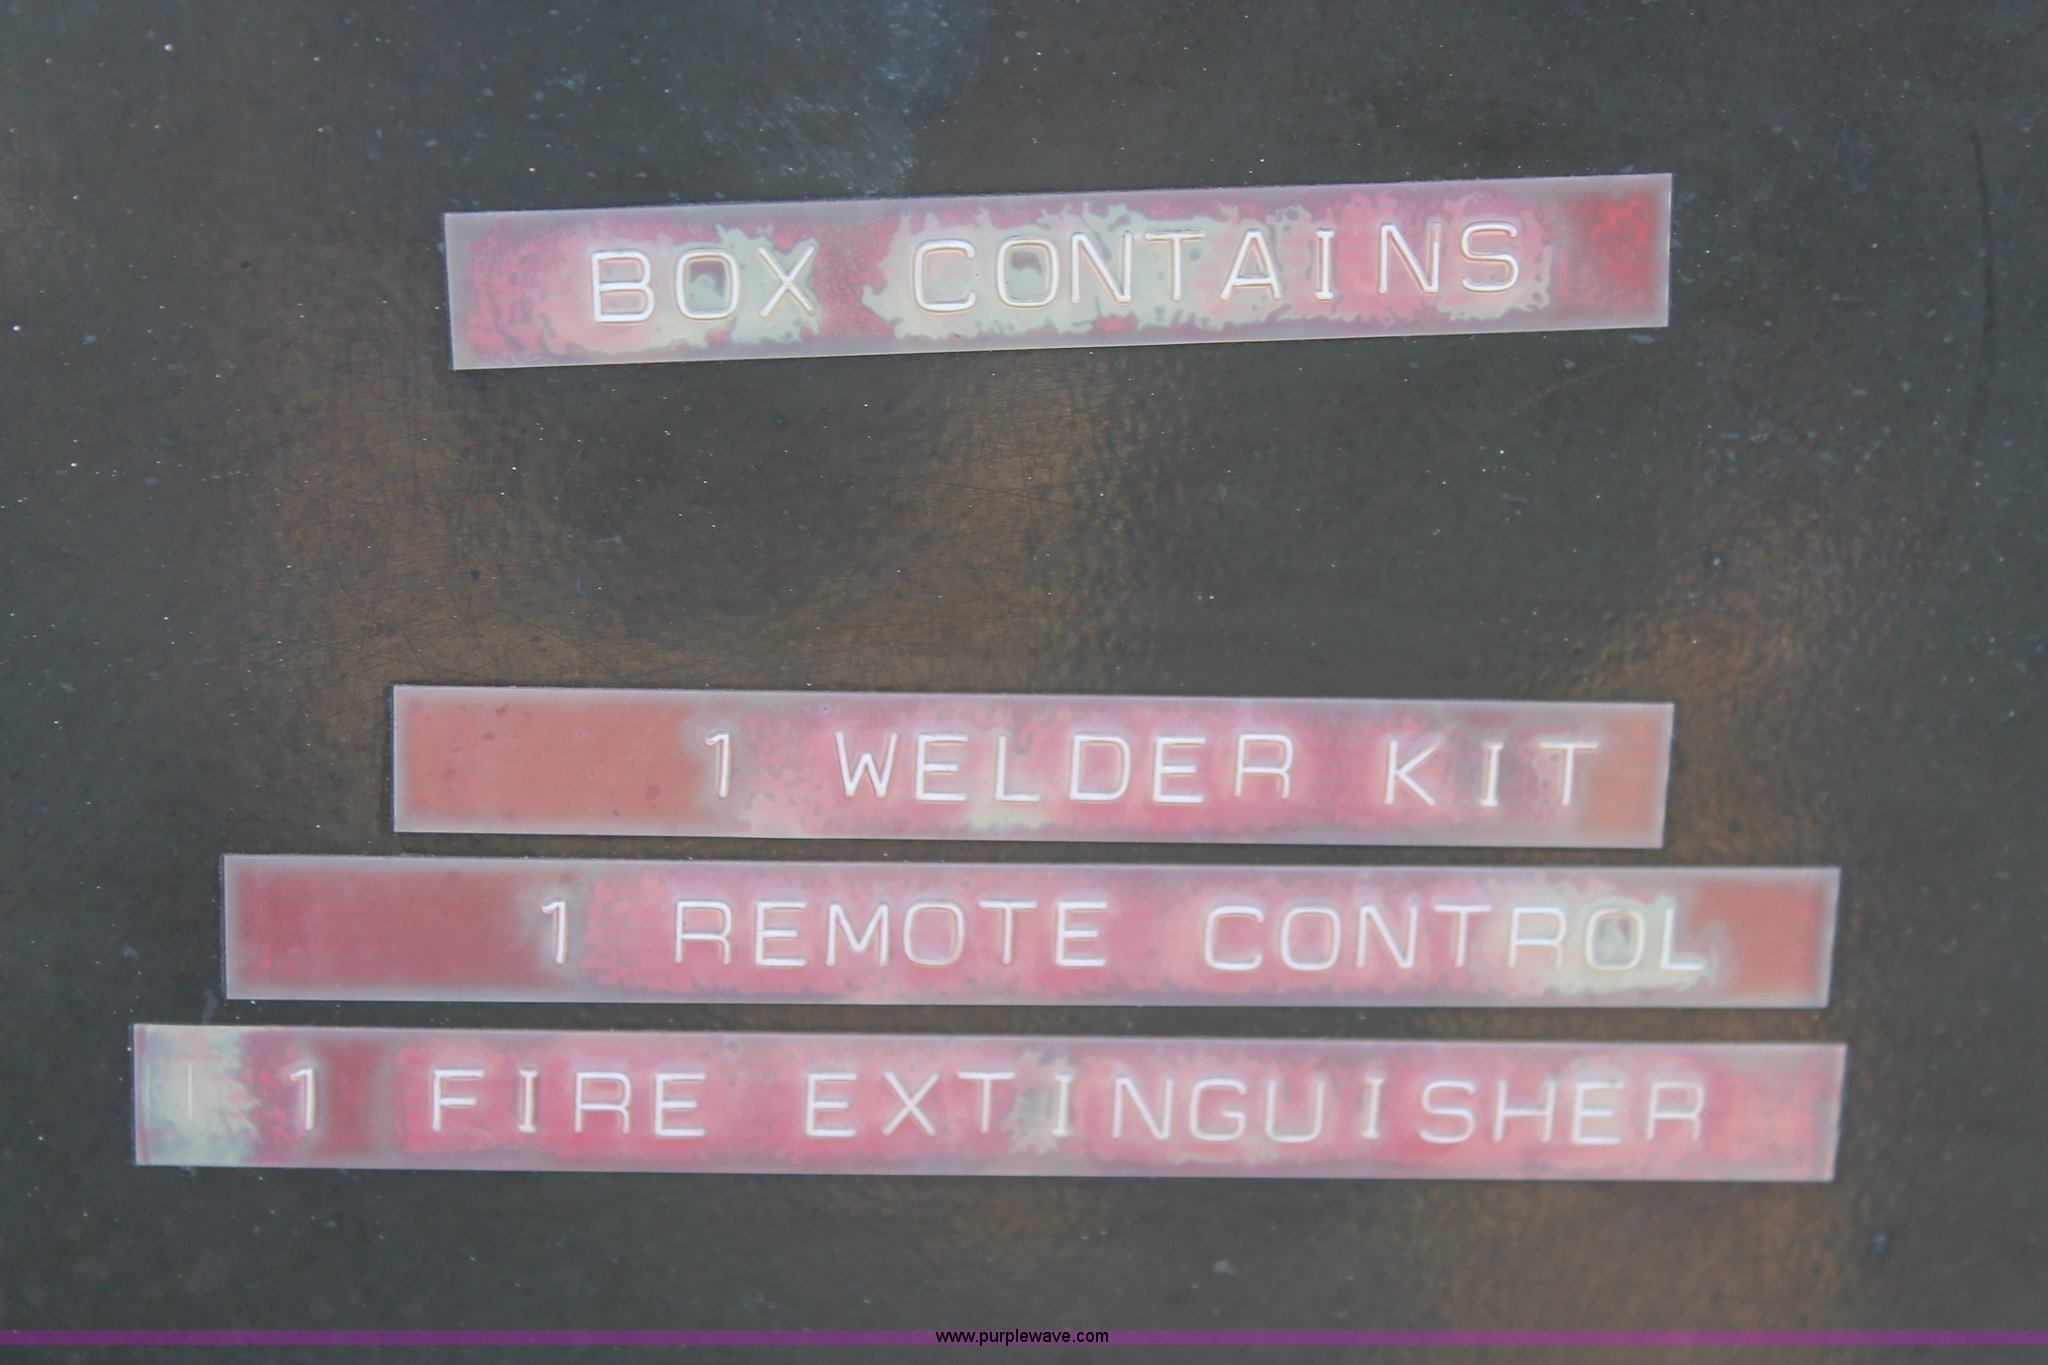 BOX CONTAINS
1 WELDER KIT
1 REMOTE CONTROL
1 FIRE EXTINGUISHER
www.purplewave.com